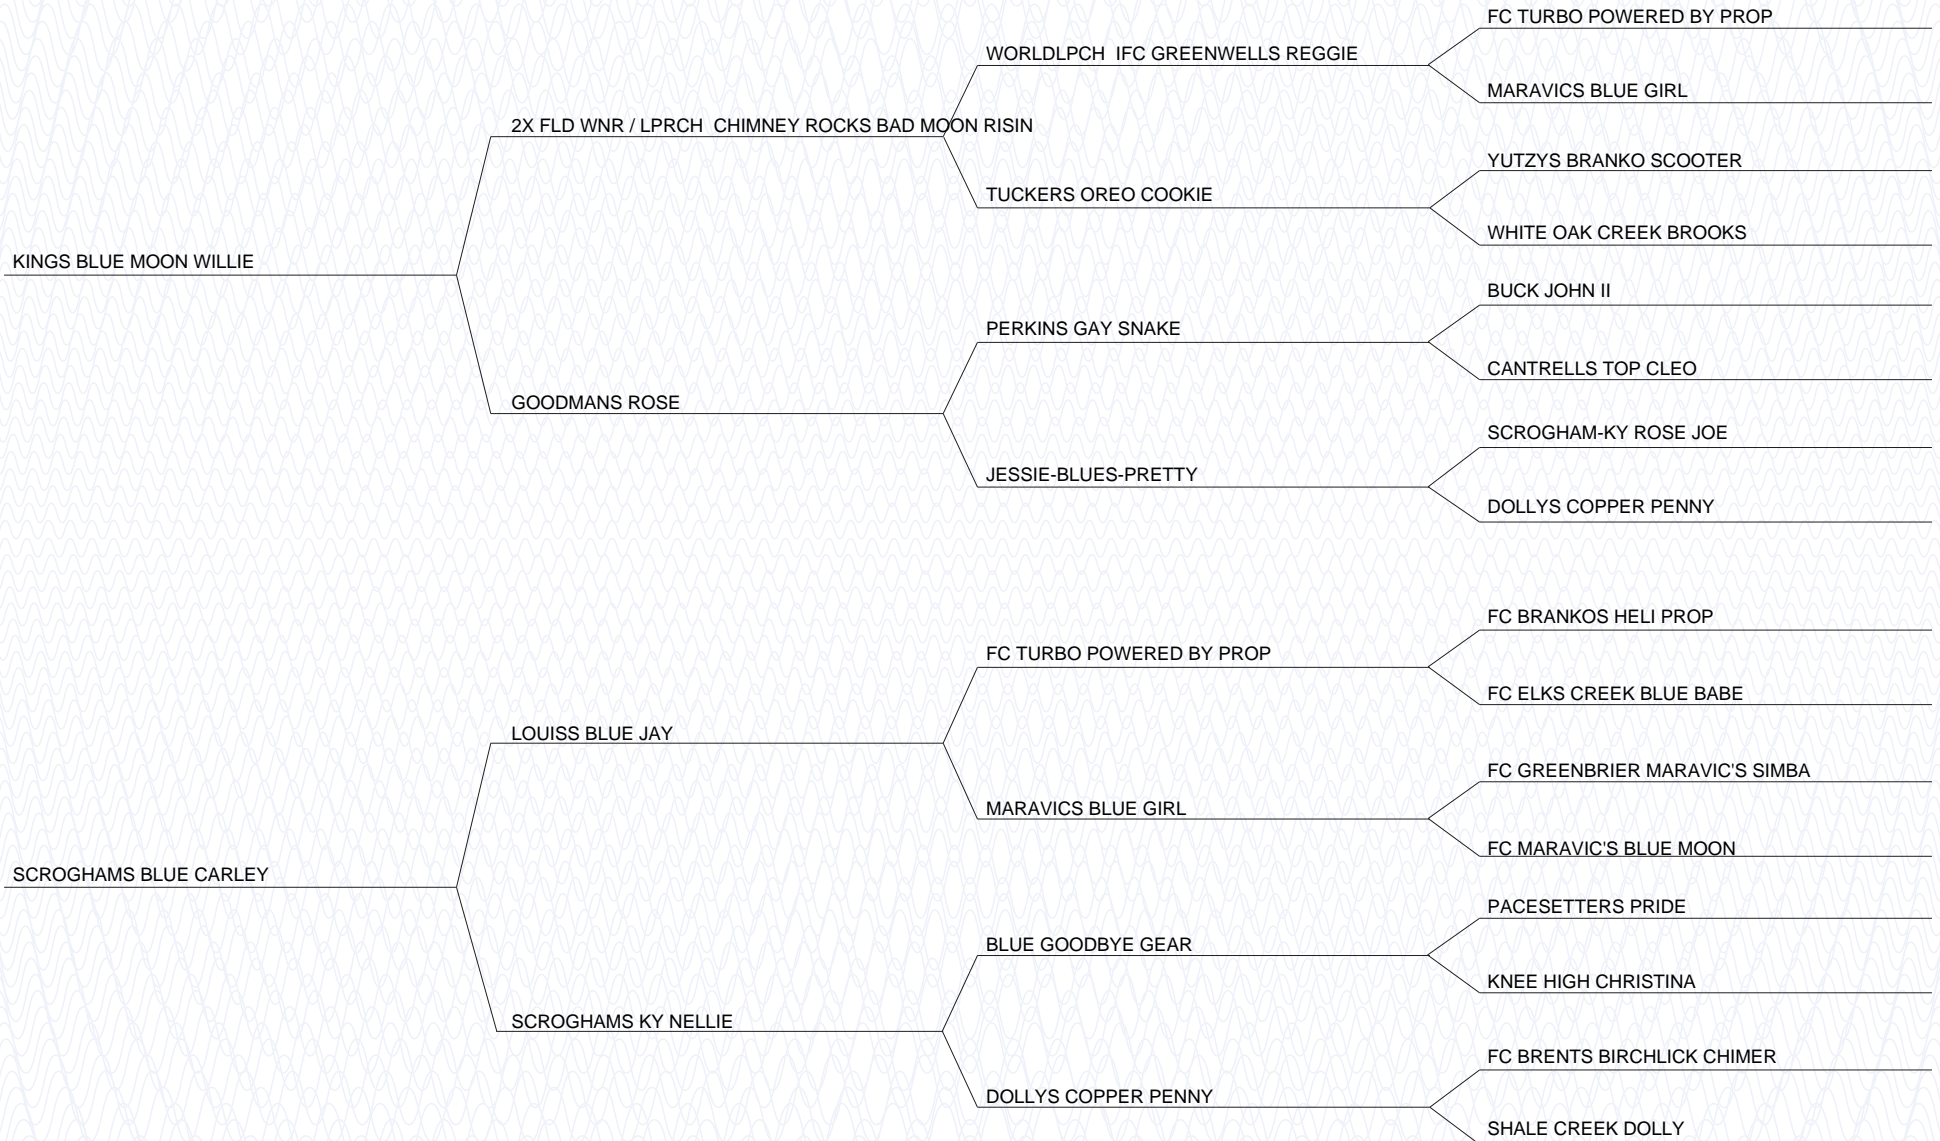 FC TURBO POWERED BY PROP
WORLDLPCH  IFC GREENWELLS REGGIE
MARAVICS BLUE GIRL
2X FLD WNR / LPRCH  CHIMNEY ROCKS BAD MOON RISIN
YUTZYS BRANKO SCOOTER
TUCKERS OREO COOKIE
WHITE OAK CREEK BROOKS
KINGS BLUE MOON WILLIE
BUCK JOHN II
PERKINS GAY SNAKE
CANTRELLS TOP CLEO
GOODMANS ROSE
SCROGHAM-KY ROSE JOE
JESSIE-BLUES-PRETTY
DOLLYS COPPER PENNY
FC BRANKOS HELI PROP
FC TURBO POWERED BY PROP
FC ELKS CREEK BLUE BABE
LOUISS BLUE JAY
FC GREENBRIER MARAVIC'S SIMBA
MARAVICS BLUE GIRL
FC MARAVIC'S BLUE MOON
SCROGHAMS BLUE CARLEY
PACESETTERS PRIDE
BLUE GOODBYE GEAR
KNEE HIGH CHRISTINA
SCROGHAMS KY NELLIE
FC BRENTS BIRCHLICK CHIMER
DOLLYS COPPER PENNY
SHALE CREEK DOLLY